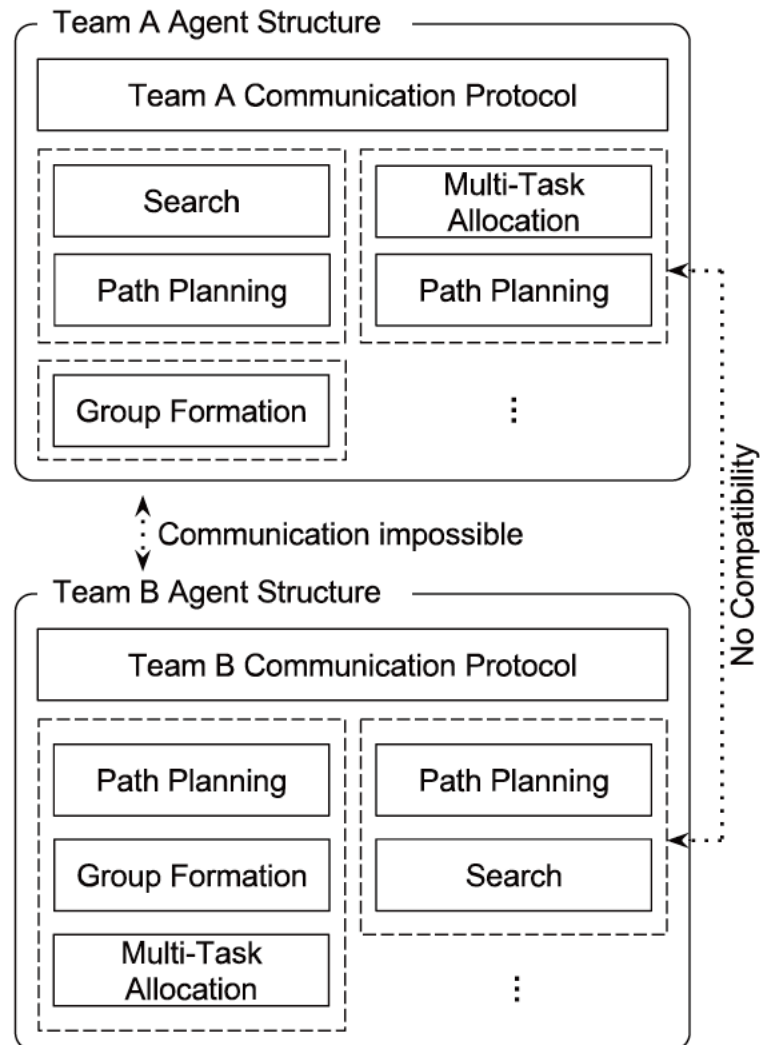 Team A Agent Structure
Team A Communication Protocol
Search
Path Planning
Multi-Task
Allocation
Path Planning
Group Formation
⋮
Communication impossible
No Compatibility
Team B Agent Structure
Team B Communication Protocol
Path Planning
Group Formation
Multi-Task
Allocation
Path Planning
Search
⋮